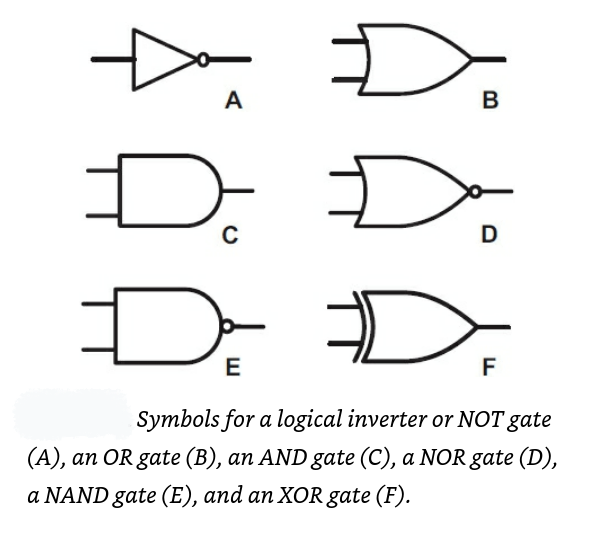 A
B
C
D
E
F
Symbols for a logical inverter or NOT gate
(A), an OR gate (B), an AND gate (C), a NOR gate (D),
a NAND gate (E), and an XOR gate (F).